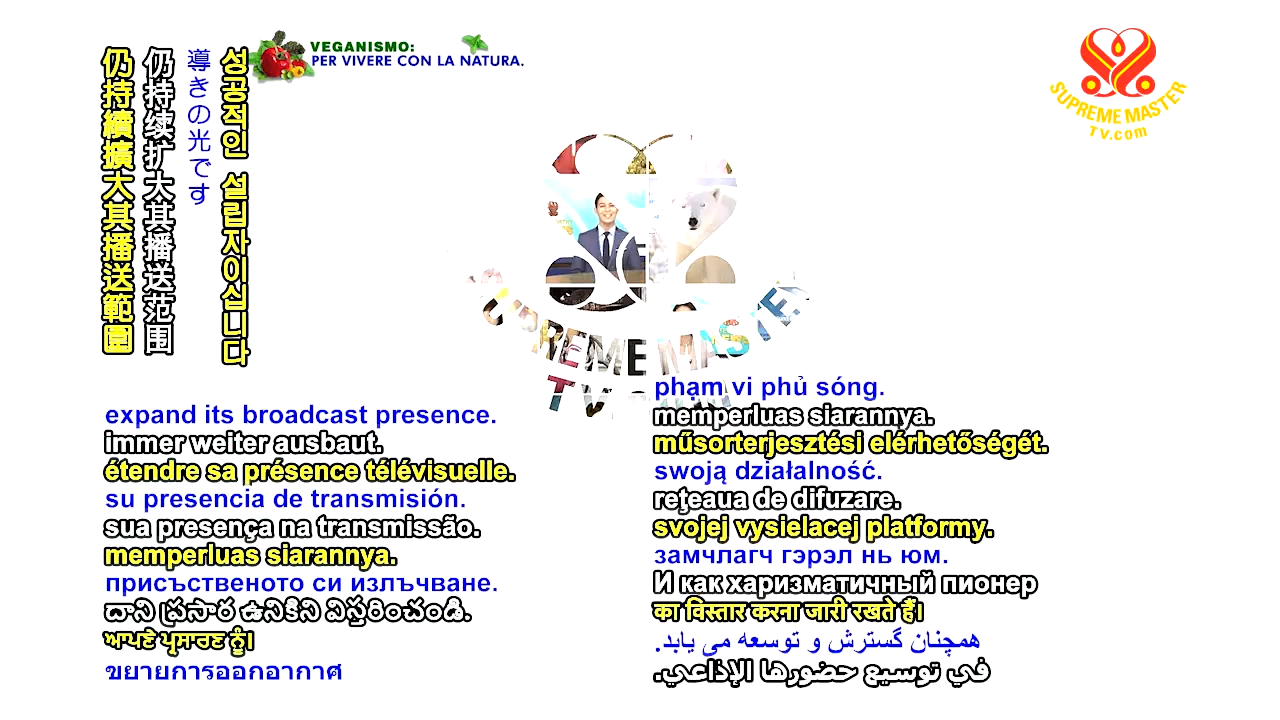 仍持續擴大其播送範圍
仍持续扩大其播送范围
導きの光です
성공적인 설립자이십니다
VEGANISMO:
PER VIVERE CON LA NATURA.
SUPREME MASTER
TV.com
SUPREME MASTER
TV.com
expand its broadcast presence.
immer weiter ausbaut.
étendre sa présence télévisuelle.
su presencia de transmisión.
sua presença na transmissão.
memperluas siarannya.
присъственото си излъчване.
దాని ప్రసార ఉనికిని విస్తరించండి.
ਆਪਣੇ ਪ੍ਰਸਾਰਣ ਨੂੰ।
ขยายการออกอากาศ
phạm vi phủ sóng.
memperluas siarannya.
műsorterjesztési elérhetőségét.
swoją działalność.
reţeaua de difuzare.
svojej vysielacej platformy.
замчлагч гэрэл нь юм.
И как харизматичный пионер
का विस्तार करना जारी रखते हैं।
همچنان گسترش و توسعه می یابد.
في توسيع حضورها الإذاعي.